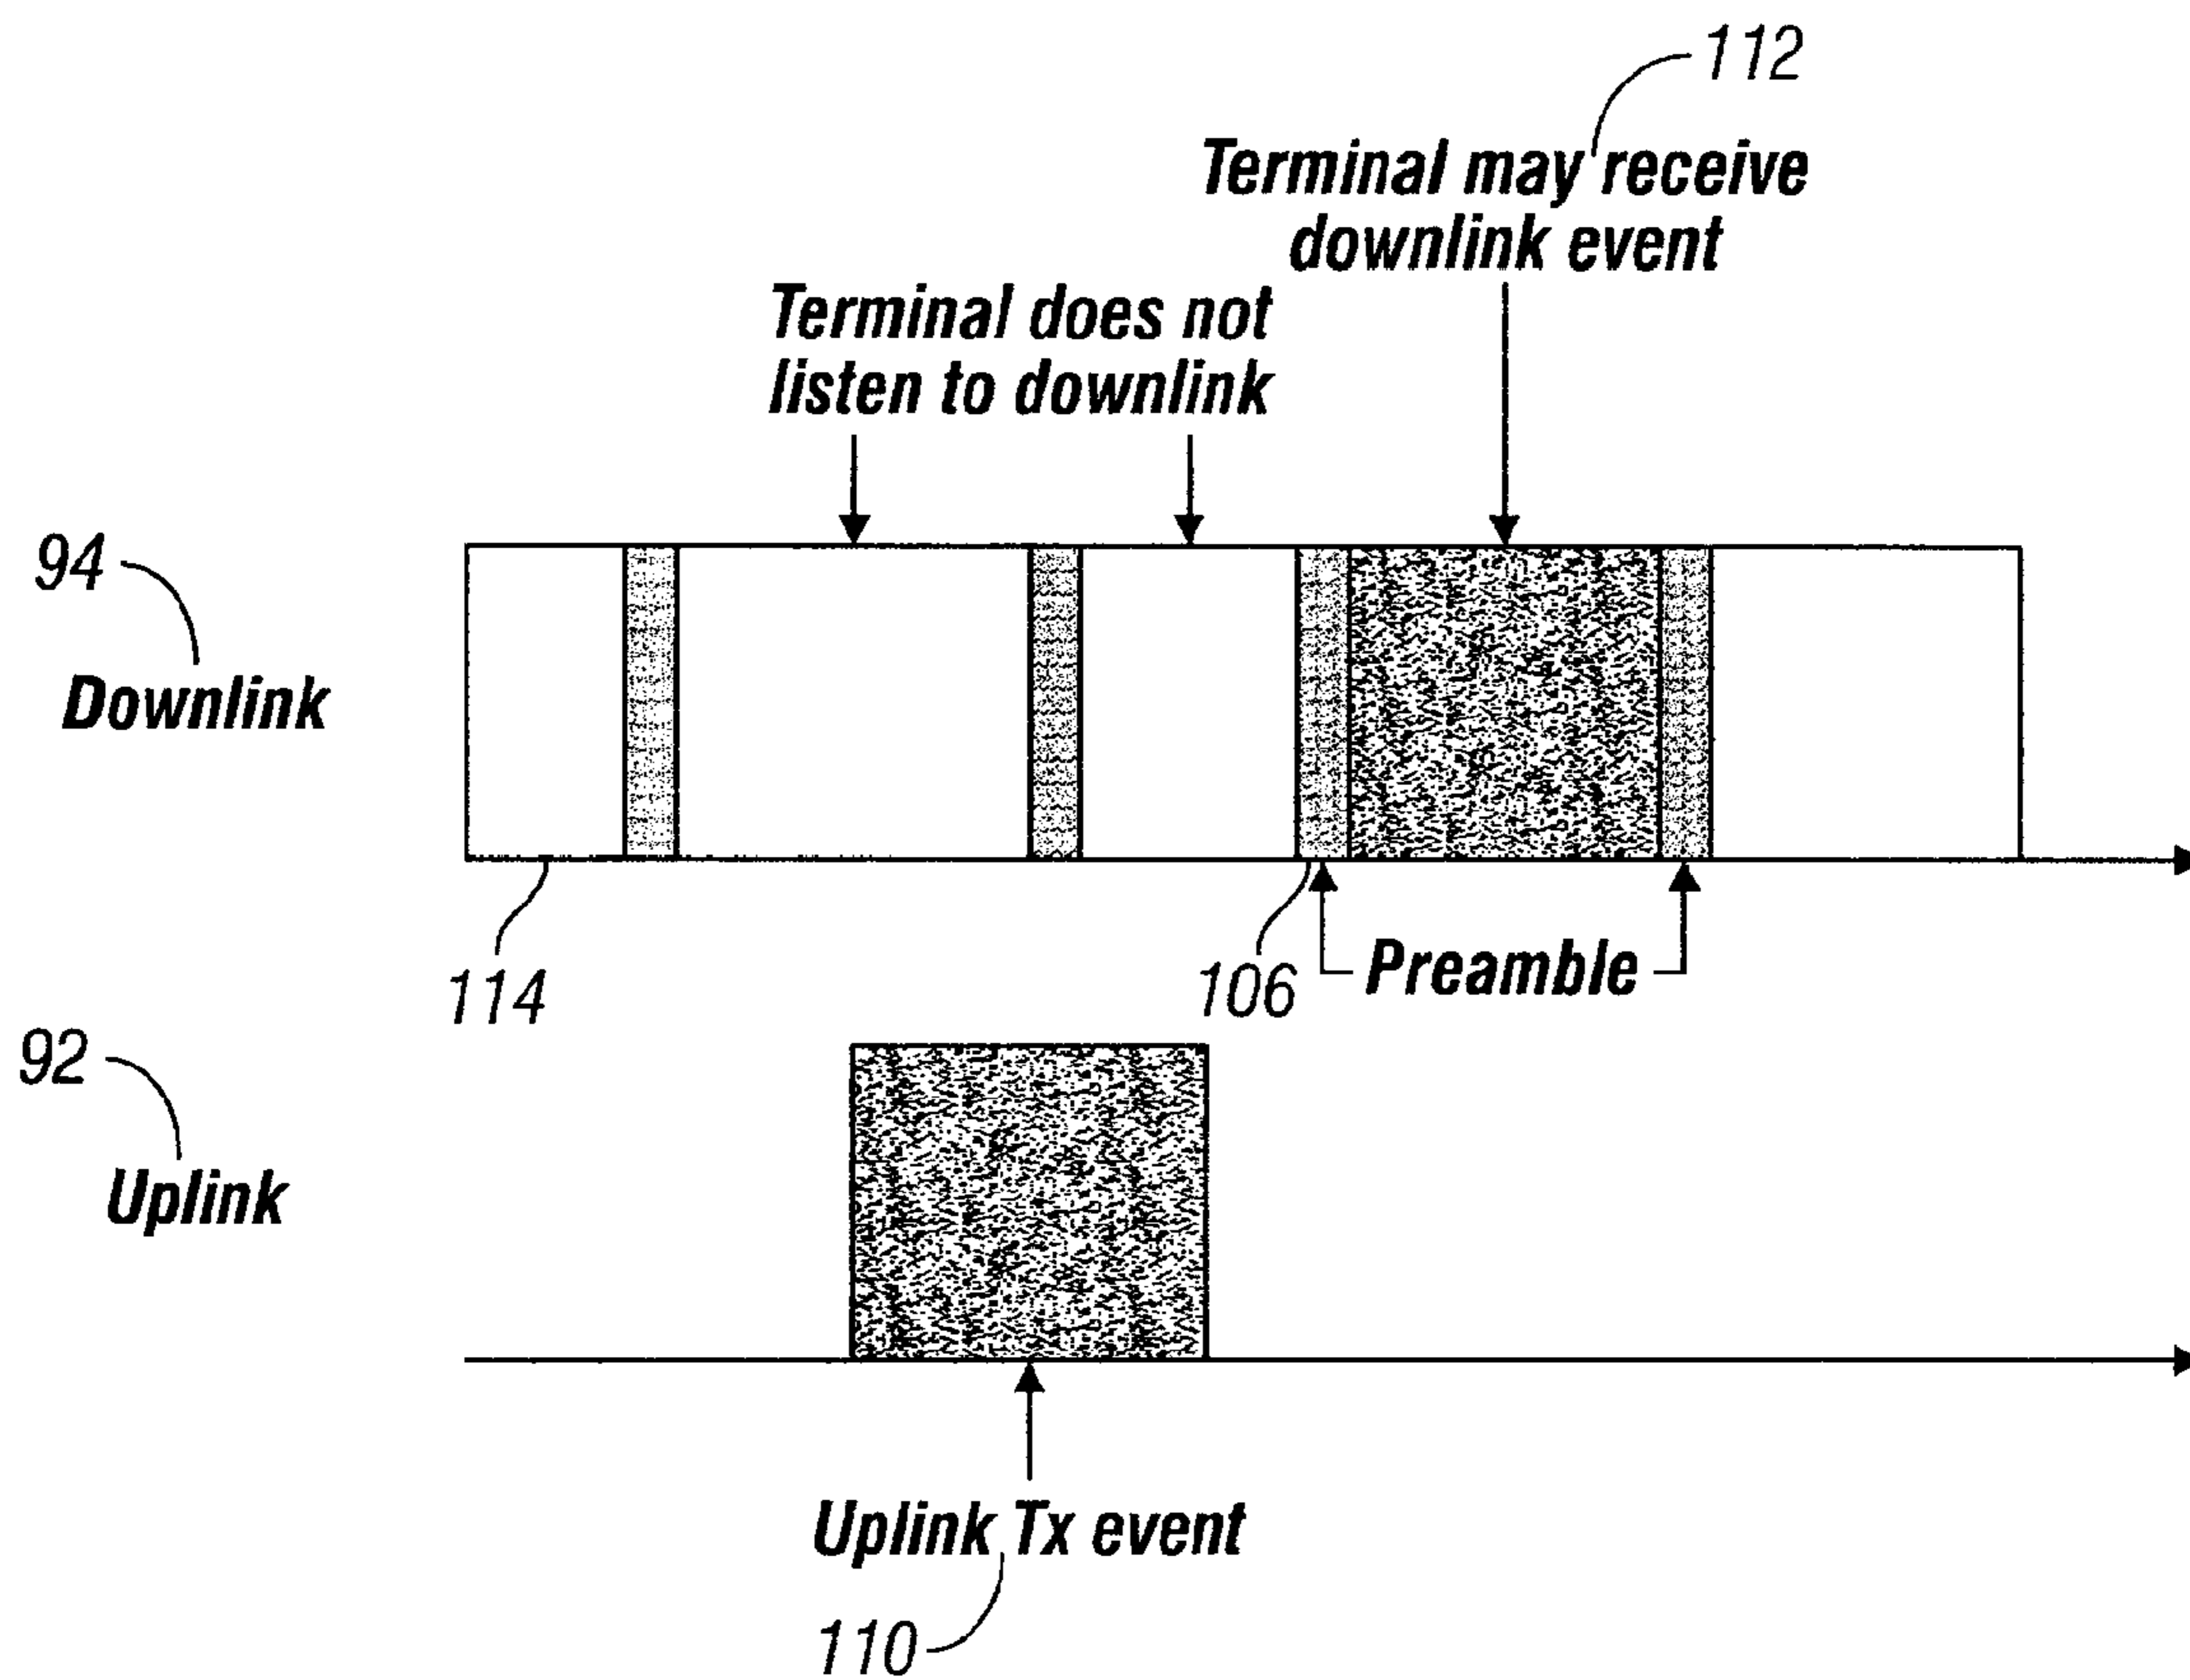 112
Terminal may receive
downlink event
Terminal does not
listen to downlink
94
Downlink
114
106
Preamble
92
Uplink
Uplink Tx event
110